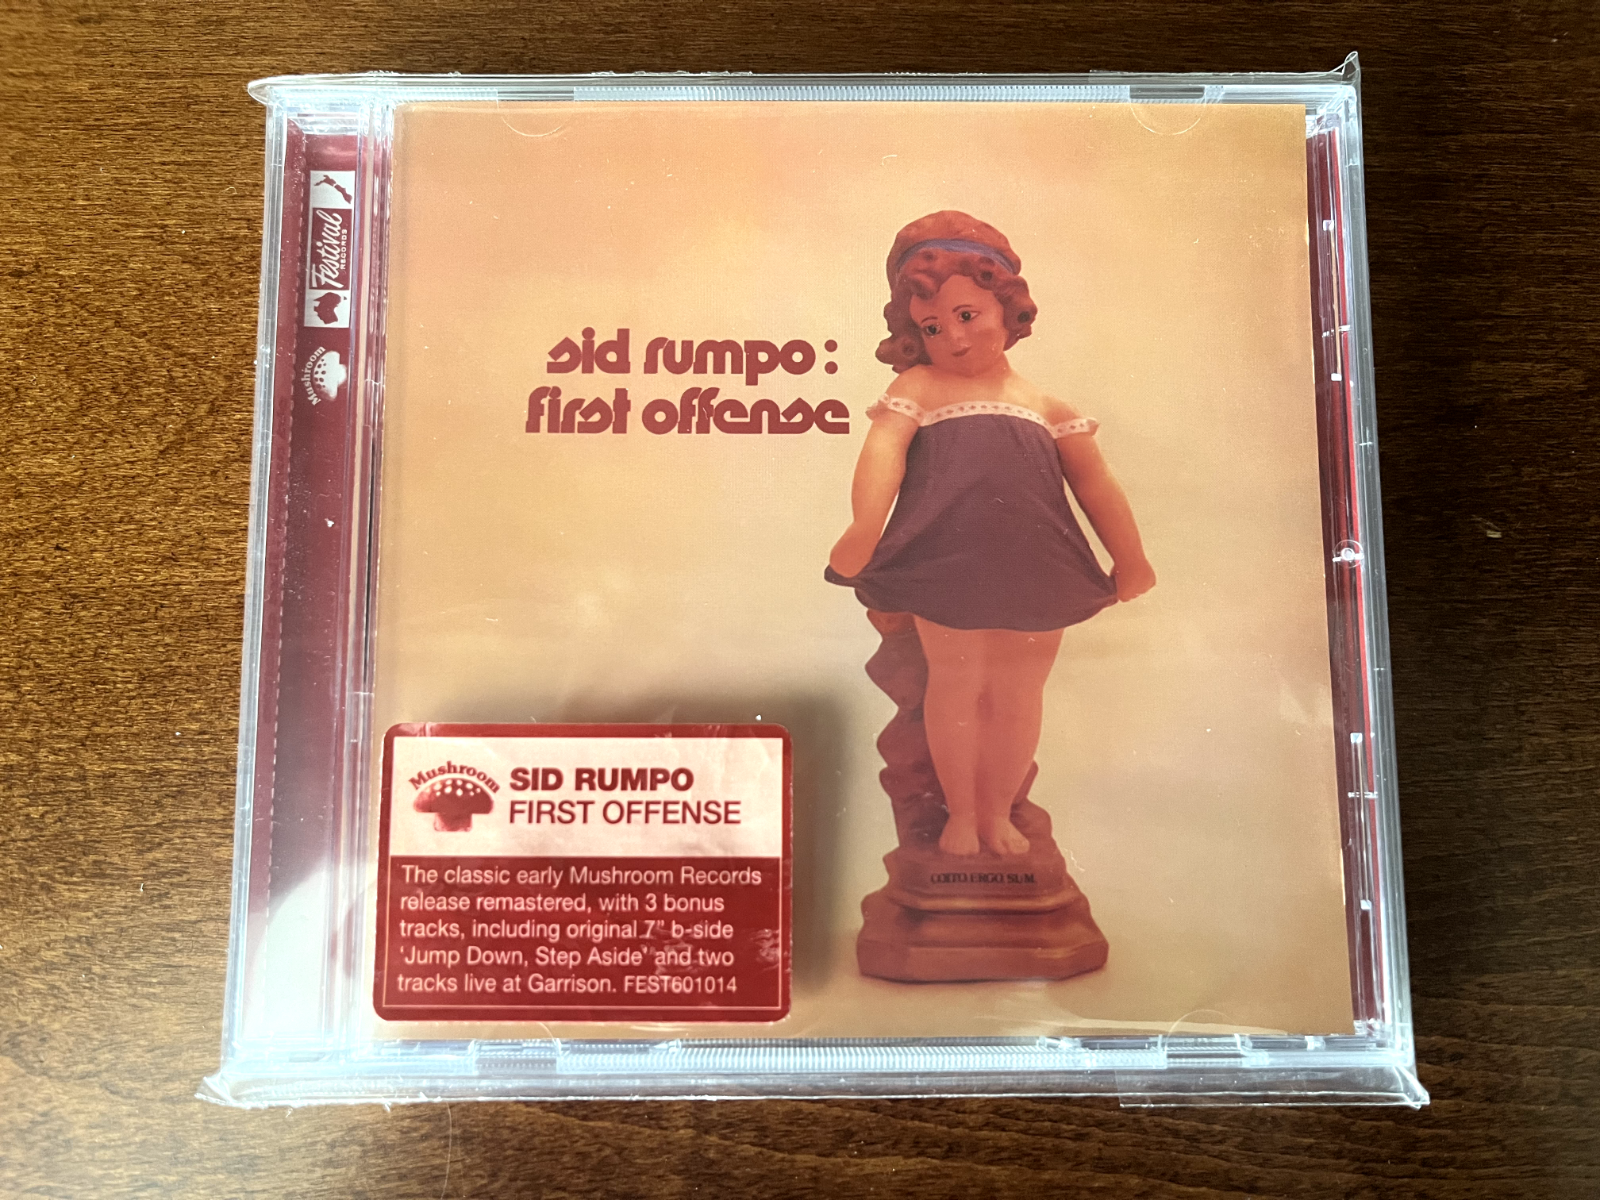 Festival
RECORDS
Mushroom
sid rumpo:
first offense
COITO ERGO SUM
Mushroom
SID RUMPO
FIRST OFFENSE
The classic early Mushroom Records
release remastered, with 3 bonus
tracks, including original 7" b-side
'Jump Down, Step Aside' and two
tracks live at Garrison. FEST601014